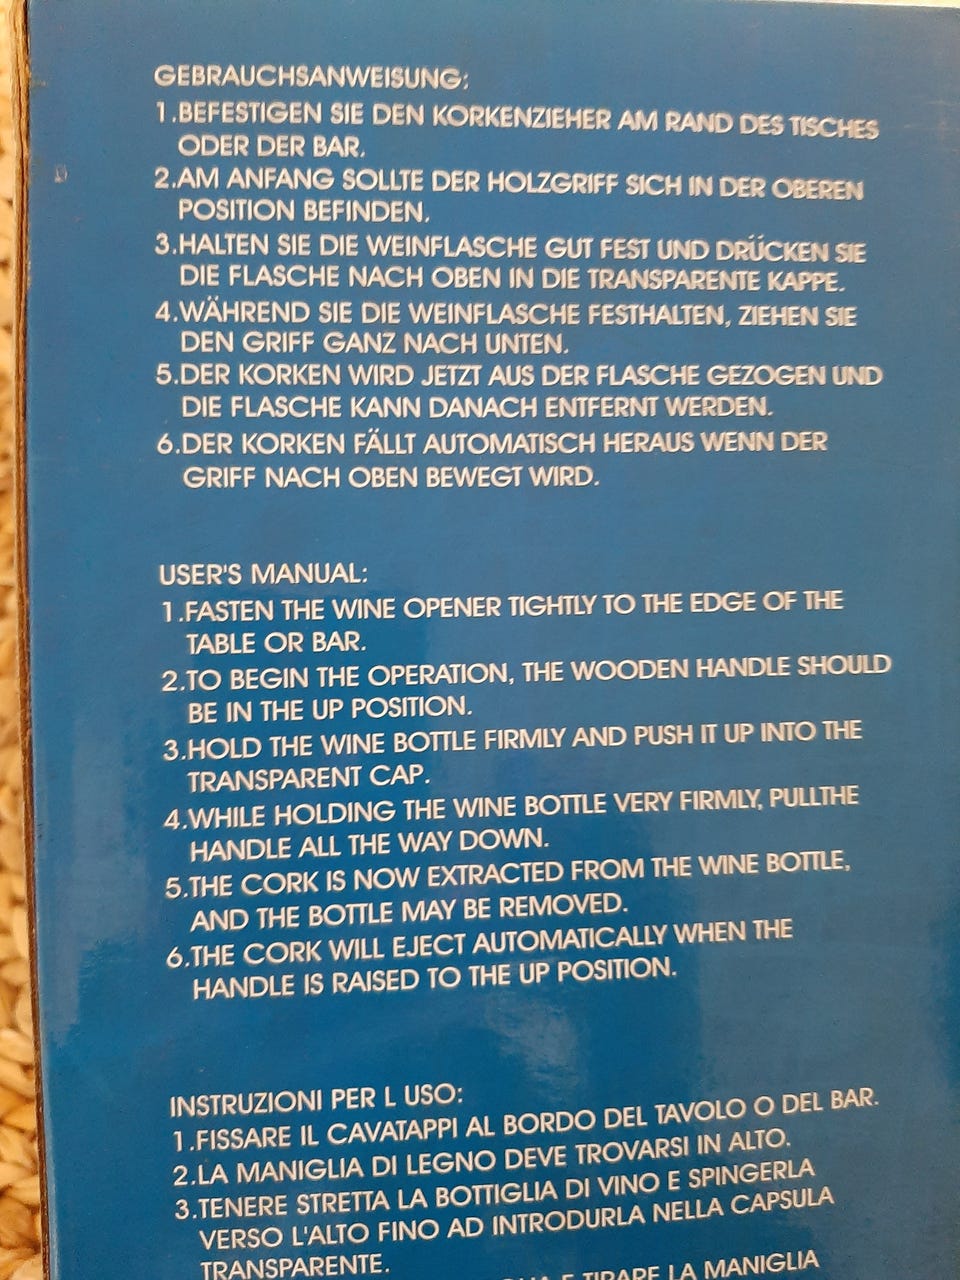 GEBRAUCHSANWEISUNG:
1.BEFESTIGEN SIE DEN KORKENZIEHER AM RAND DES TISCHES
ODER DER BAR.
2.AM ANFANG SOLLTE DER HOLZGRIFF SICH IN DER OBEREN
POSITION BEFINDEN.
3.HALTEN SIE DIE WEINFLASCHE GUT FEST UND DRÜCKEN SIE
DIE FLASCHE NACH OBEN IN DIE TRANSPARENTE KAPPE.
4.WÄHREND SIE DIE WEINFLASCHE FESTHALTEN, ZIEHEN SIE
DEN GRIFF GANZ NACH UNTEN.
5.DER KORKEN WIRD JETZT AUS DER FLASCHE GEZOGEN UND
DIE FLASCHE KANN DANACH ENTFERNT WERDEN.
6.DER KORKEN FÄLLT AUTOMATISCH HERAUS WENN DER
GRIFF NACH OBEN BEWEGT WIRD.
USER'S MANUAL:
1.FASTEN THE WINE OPENER TIGHTLY TO THE EDGE OF THE
TABLE OR BAR.
2.TO BEGIN THE OPERATION, THE WOODEN HANDLE SHOULD
BE IN THE UP POSITION.
3.HOLD THE WINE BOTTLE FIRMLY AND PUSH IT UP INTO THE
TRANSPARENT CAP.
4.WHILE HOLDING THE WINE BOTTLE VERY FIRMLY, PULLTHE
HANDLE ALL THE WAY DOWN.
5.THE CORK IS NOW EXTRACTED FROM THE WINE BOTTLE,
AND THE BOTTLE MAY BE REMOVED.
6.THE CORK WILL EJECT AUTOMATICALLY WHEN THE
HANDLE IS RAISED TO THE UP POSITION.
INSTRUZIONI PER L USO:
1.FISSARE IL CAVATAPPI AL BORDO DEL TAVOLO O DEL BAR.
2.LA MANIGLIA DI LEGNO DEVE TROVARSI IN ALTO.
3.TENERE STRETTA LA BOTTIGLIA DI VINO E SPINGERLA
VERSO L'ALTO FINO AD INTRODURLA NELLA CAPSULA
TRANSPARENTE.
E TIRARE LA MANIGLIA